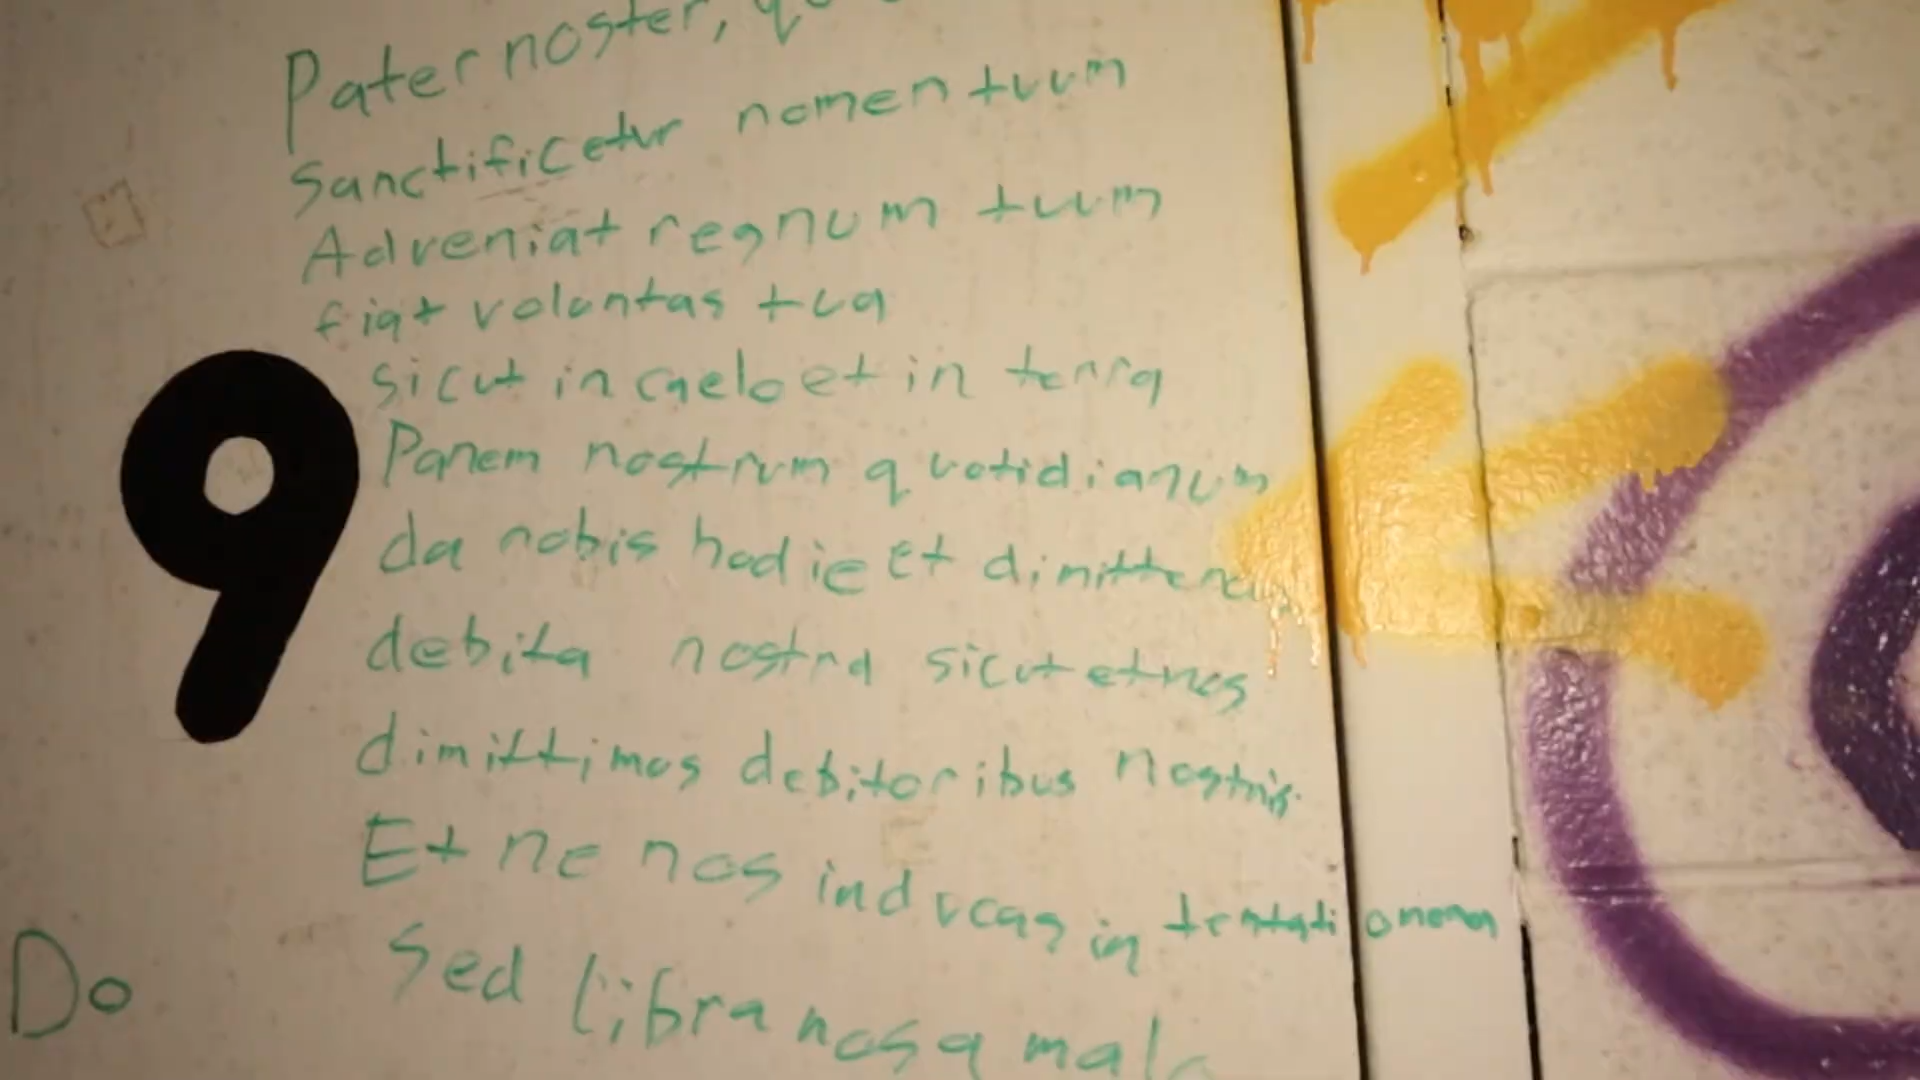 Pater noster,
Sanctificetur nomen tuum
Adveniat regnum tuum
fiat voluntas tua
sicut in caelo et in terra
9
Panem nostrum quotidianum
da nobis hodie Et dimitte
debita nostra sicut et nos
dimittimos debitoribus nostris.
Et ne nos inducas in
Sed libra nos a malo
Do